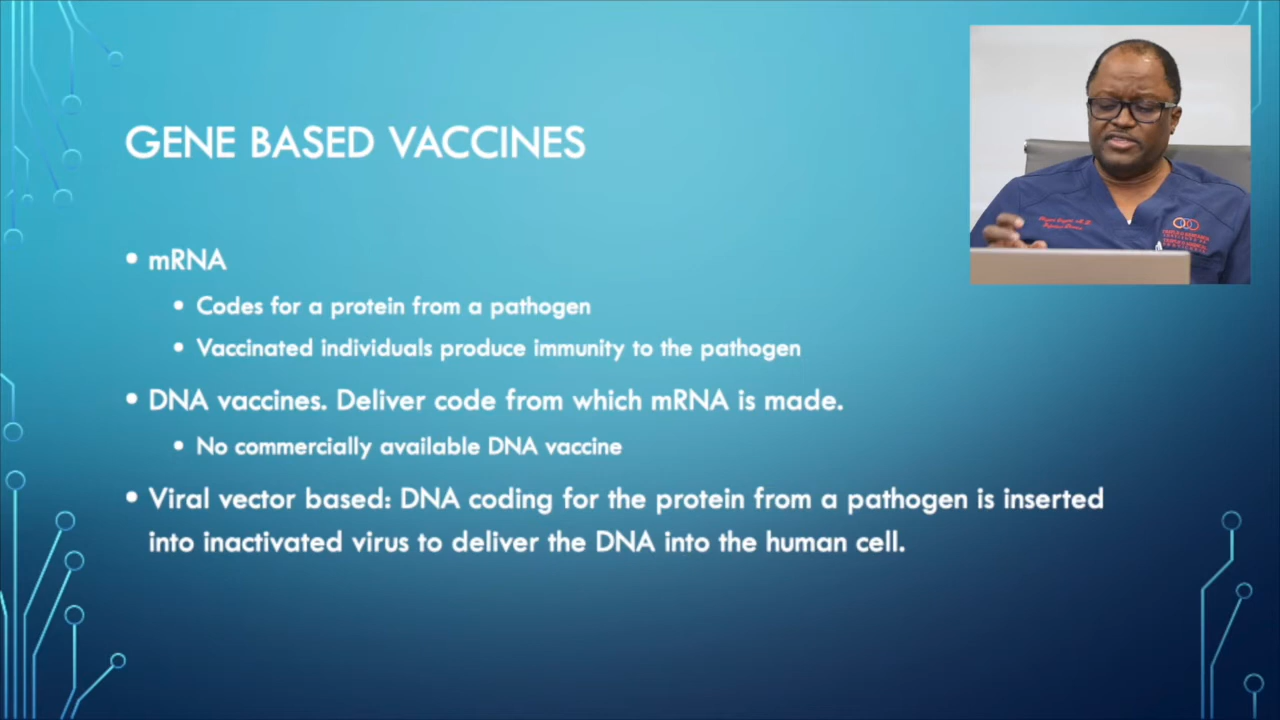 GENE BASED VACCINES
• mRNA
• Codes for a protein from a pathogen
• Vaccinated individuals produce immunity to the pathogen
• DNA vaccines. Deliver code from which mRNA is made.
• No commercially available DNA vaccine
• Viral vector based: DNA coding for the protein from a pathogen is inserted
into inactivated virus to deliver the DNA into the human cell.